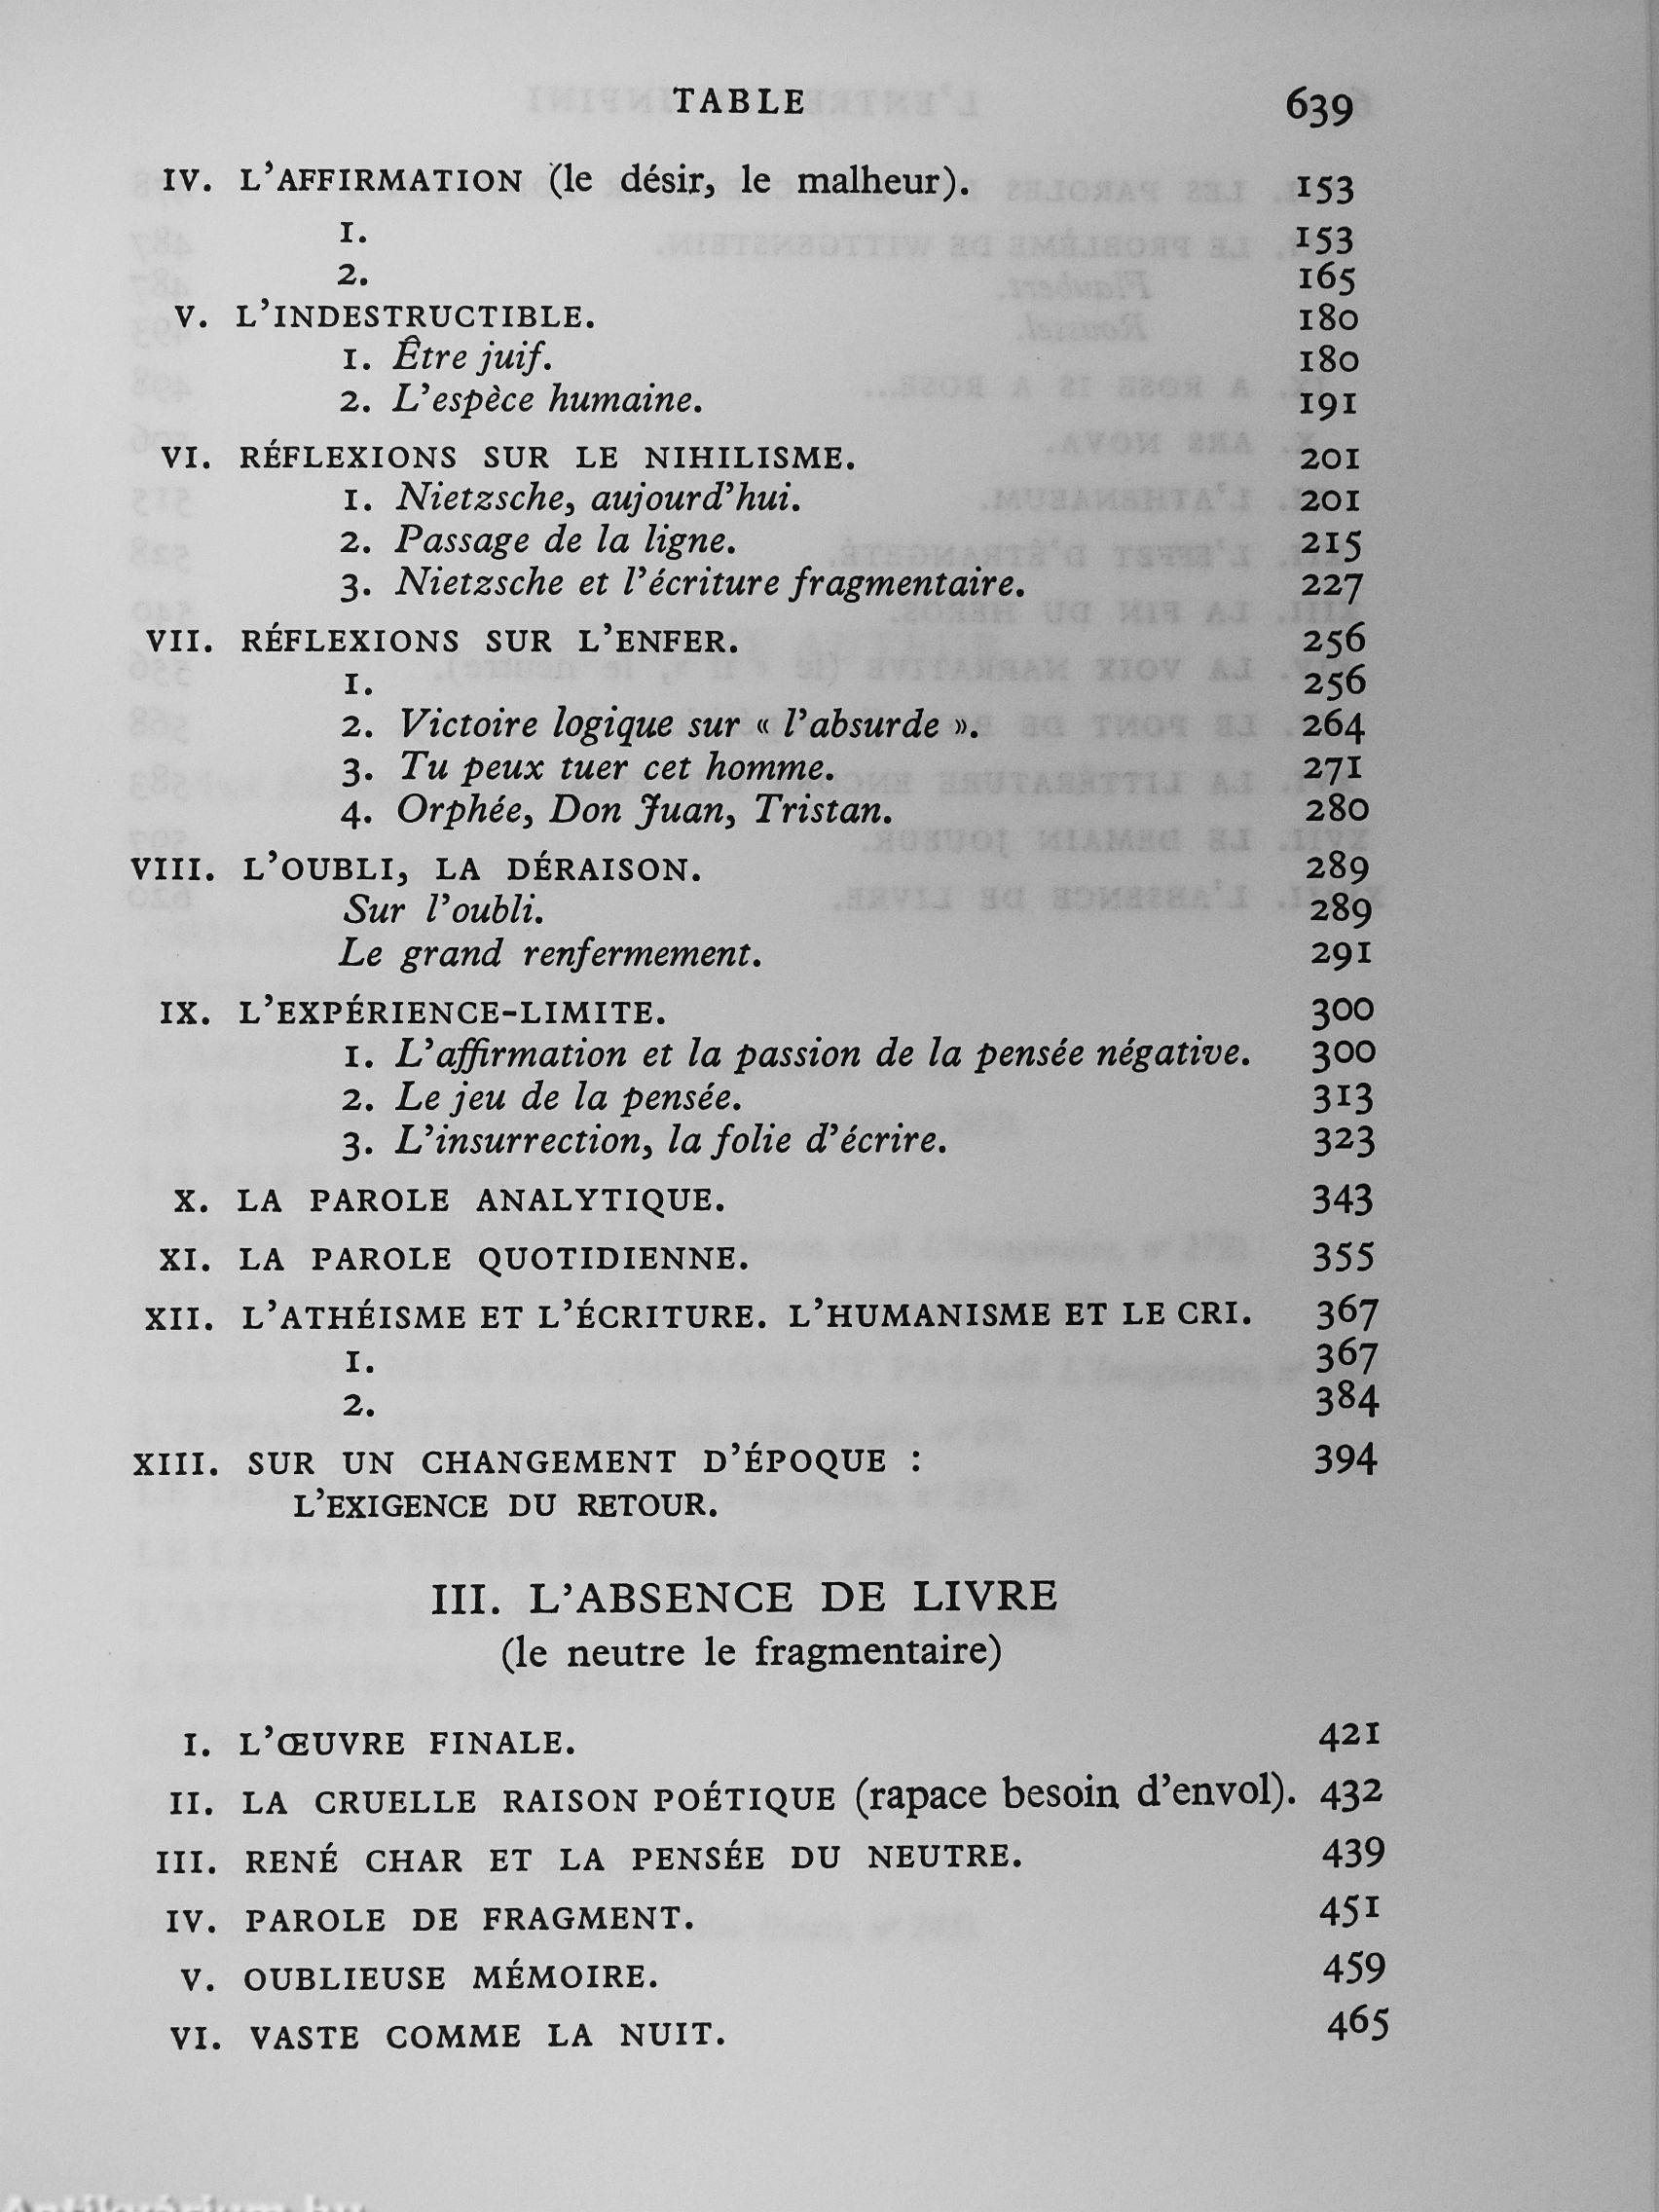 TABLE 639
IV. L'AFFIRMATION (le désir, le malheur). 153
1. 153
2. 165
V. L'INDESTRUCTIBLE. 180
1. Être juif. 180
2. L'espèce humaine. 191
VI. RÉFLEXIONS SUR LE NIHILISME. 201
1. Nietzsche, aujourd'hui. 201
2. Passage de la ligne. 215
3. Nietzsche et l'écriture fragmentaire. 227
VII. RÉFLEXIONS SUR L'ENFER. 256
1. 256
2. Victoire logique sur « l'absurde ». 264
3. Tu peux tuer cet homme. 271
4. Orphée, Don Juan, Tristan. 280
VIII. L'OUBLI, LA DÉRAISON. 289
Sur l'oubli. 289
Le grand renfermement. 291
IX. L'EXPÉRIENCE-LIMITE. 300
1. L'affirmation et la passion de la pensée négative. 300
2. Le jeu de la pensée. 313
3. L'insurrection, la folie d'écrire. 323
X. LA PAROLE ANALYTIQUE. 343
XI. LA PAROLE QUOTIDIENNE. 355
XII. L'ATHÉISME ET L'ÉCRITURE. L'HUMANISME ET LE CRI. 367
1. 367
2. 384
XIII. SUR UN CHANGEMENT D'ÉPOQUE : 394
L'EXIGENCE DU RETOUR.
III. L'ABSENCE DE LIVRE
(le neutre le fragmentaire)
I. L'ŒUVRE FINALE. 421
II. LA CRUELLE RAISON POÉTIQUE (rapace besoin d'envol). 432
III. RENÉ CHAR ET LA PENSÉE DU NEUTRE. 439
IV. PAROLE DE FRAGMENT. 451
V. OUBLIEUSE MÉMOIRE. 459
VI. VASTE COMME LA NUIT. 465